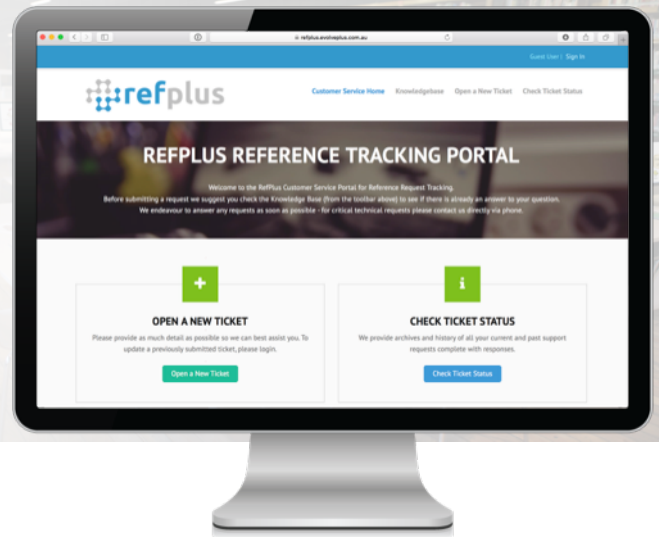 refplus.evolveplus.com.au
Guest User | Sign In
refplus
Customer Service Home Knowledgebase Open a New Ticket Check Ticket Status
REFPLUS REFERENCE TRACKING PORTAL
Welcome to the RefPlus Customer Service Portal for Reference Request Tracking.
Before submitting a request we suggest you check the Knowledge Base (from the toolbar above) to see if there is already an answer to your question.
We endeavour to answer any requests as soon as possible - for critical technical requests please contact us directly via phone.
OPEN A NEW TICKET
Please provide as much detail as possible so we can best assist you. To
update a previously submitted ticket, please login.
Open a New Ticket
CHECK TICKET STATUS
We provide archives and history of all your current and past support
requests complete with responses.
Check Ticket Status